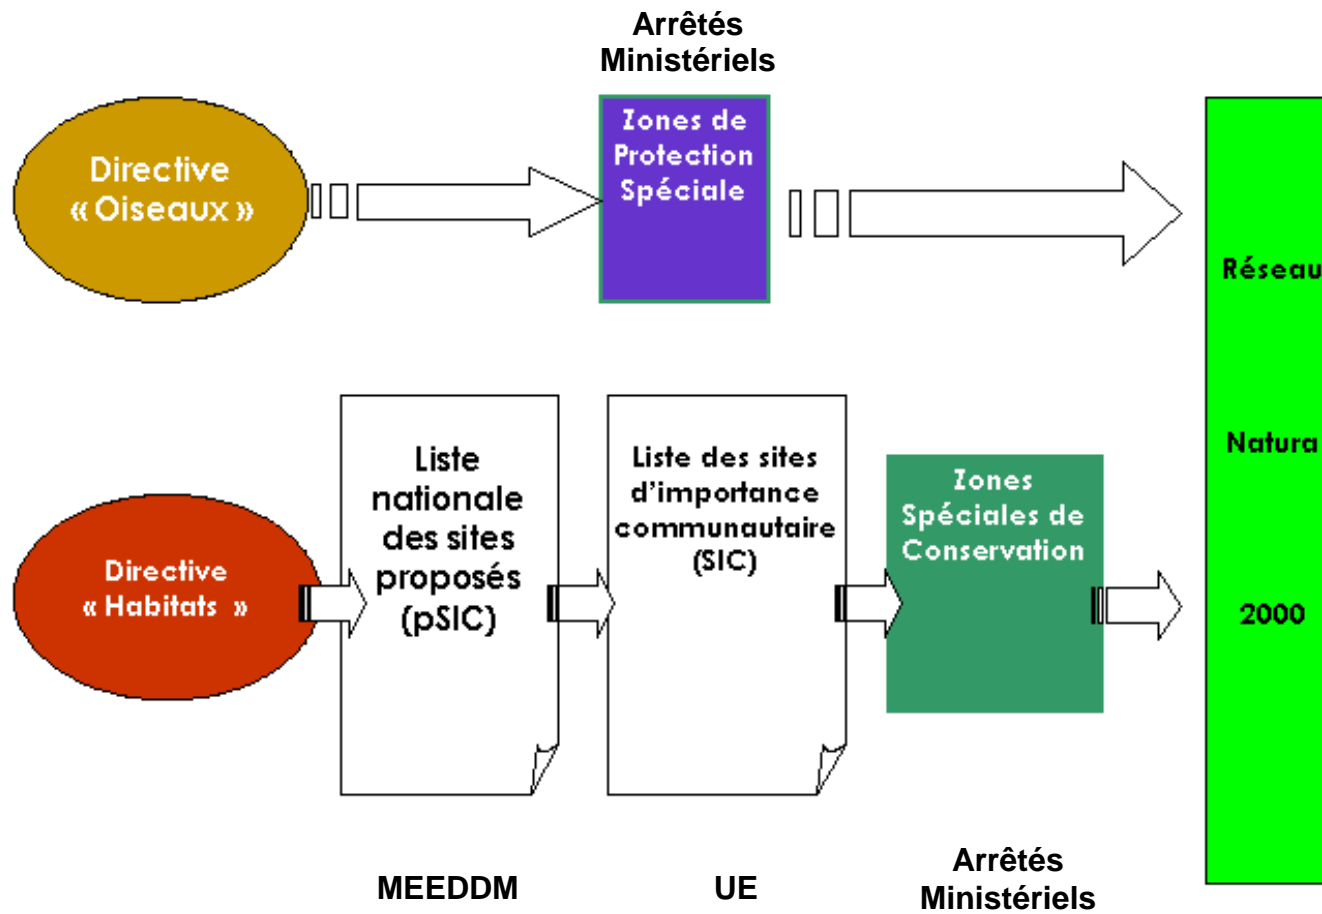 Arrêtés
Ministériels
Directive
« Oiseaux »
Zones de
Protection
Spéciale
Réseau
Natura
2000
Directive
« Habitats »
Liste
nationale
des sites
proposés
(pSIC)
Liste des sites
d'importance
communautaire
(SIC)
Zones
Spéciales de
Conservation
MEEDDM
UE
Arrêtés
Ministériels